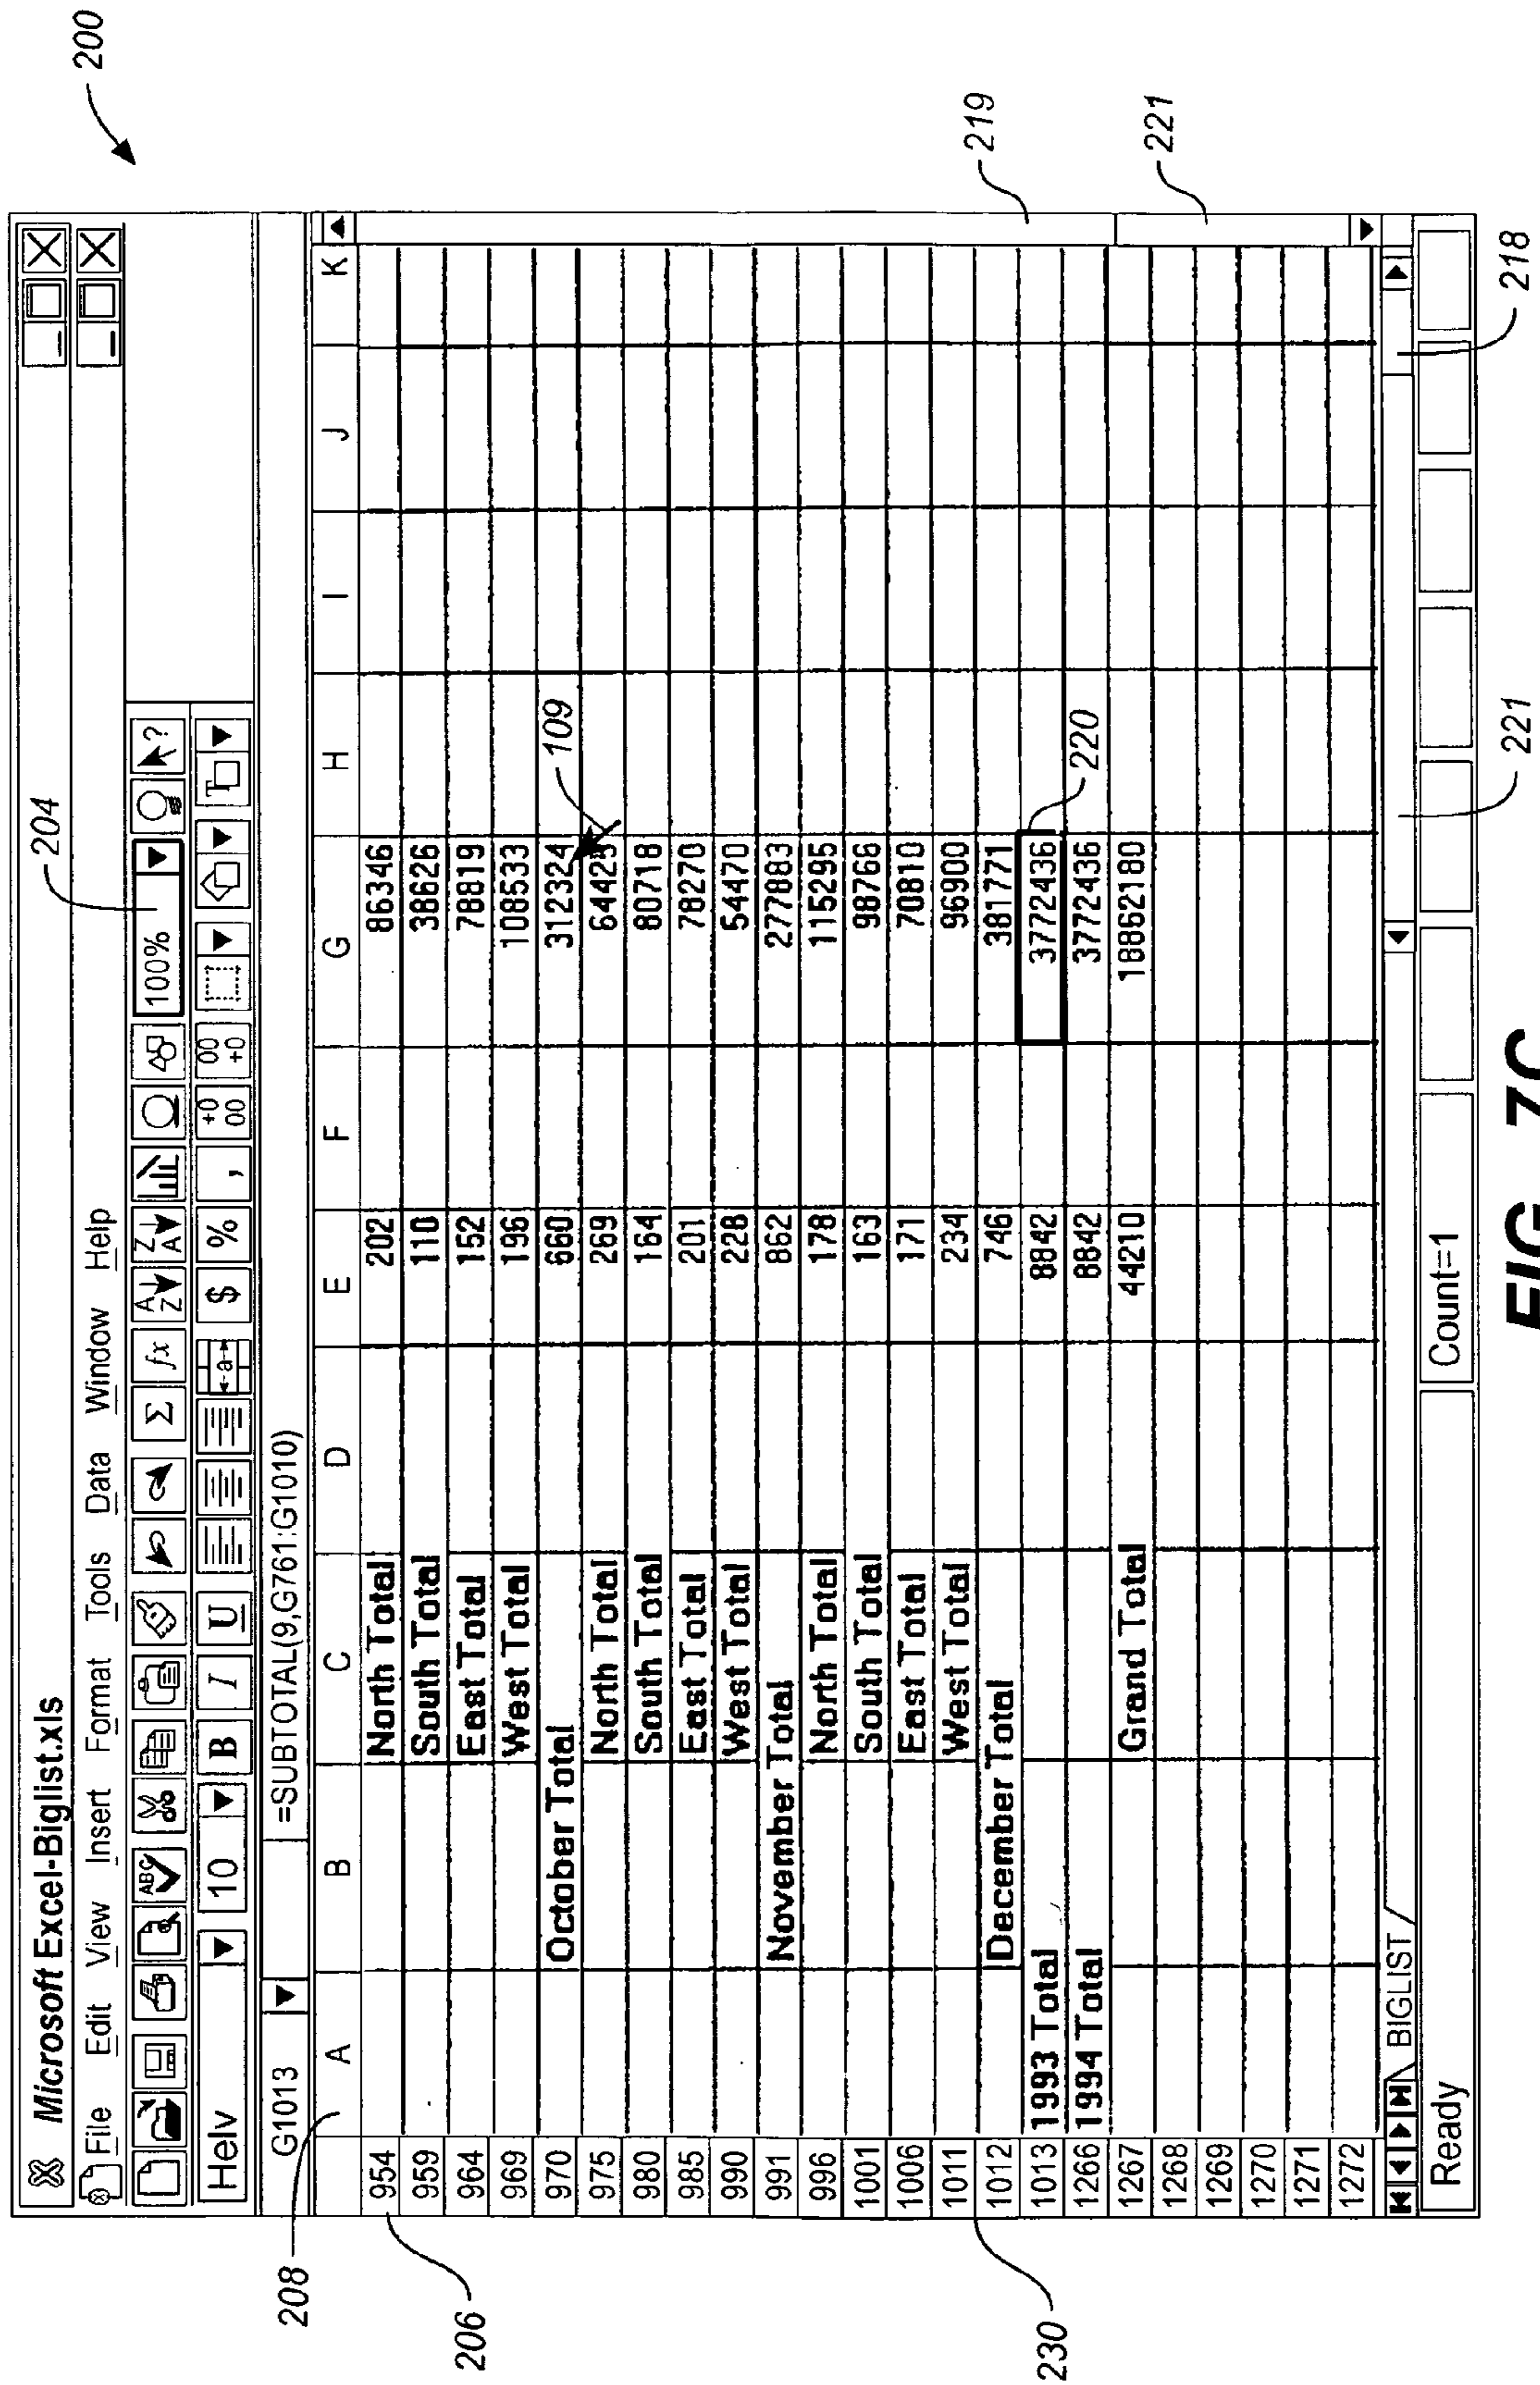 200
Microsoft Excel-Biglist.xls
File Edit View Insert Format Tools Data Window Help
204
ABC Σ fx A Z Z A 100% ?
Helv 10 B I U a $ % , +0 00 00 +0
G1013 =SUBTOTAL(9,G761:G1010)
208
A B C D E F G H I J K
954 North Total 202 86346
206
959 South Total 110 38626
964 East Total 152 78819
969 West Total 196 108533
970 October Total 660 312324
109
975 North Total 269 64425
980 South Total 164 80718
985 East Total 201 78270
990 West Total 228 54470
991 November Total 862 277883
996 North Total 178 115295
1001 South Total 163 98766
1006 East Total 171 70810
1011 West Total 234 96900
1012 December Total 746 381771
230
219
1013 1993 Total 8842 3772436
220
1266 1994 Total 8842 3772436
1267 Grand Total 44210 18862180
221
1268
1269
1270
1271
1272
BIGLIST
Ready Count=1
221
218
FIG. 7C